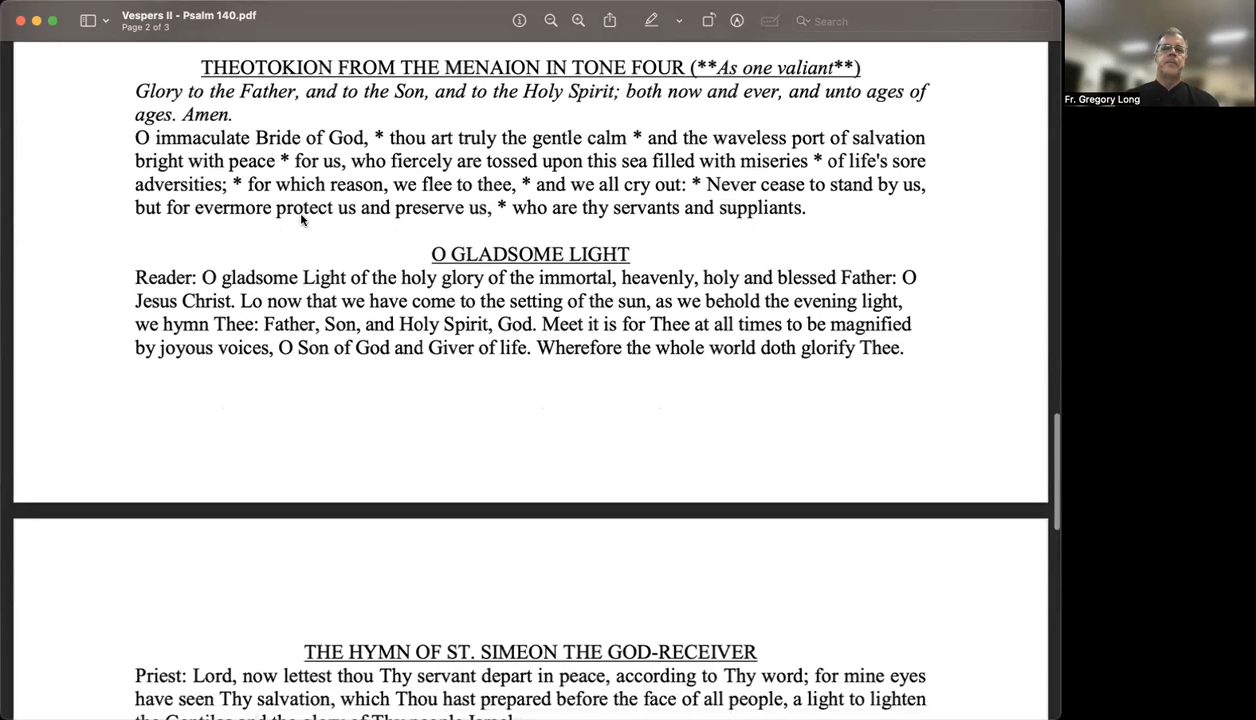 Vespers II - Psalm 140.pdf
Page 2 of 3
Search
Fr. Gregory Long
THEOTOKION FROM THE MENAION IN TONE FOUR (**As one valiant**)
Glory to the Father, and to the Son, and to the Holy Spirit; both now and ever, and unto ages of
ages. Amen.
O immaculate Bride of God, * thou art truly the gentle calm * and the waveless port of salvation
bright with peace * for us, who fiercely are tossed upon this sea filled with miseries * of life's sore
adversities; * for which reason, we flee to thee, * and we all cry out: * Never cease to stand by us,
but for evermore protect us and preserve us, * who are thy servants and suppliants.
O GLADSOME LIGHT
Reader: O gladsome Light of the holy glory of the immortal, heavenly, holy and blessed Father: O
Jesus Christ. Lo now that we have come to the setting of the sun, as we behold the evening light,
we hymn Thee: Father, Son, and Holy Spirit, God. Meet it is for Thee at all times to be magnified
by joyous voices, O Son of God and Giver of life. Wherefore the whole world doth glorify Thee.
THE HYMN OF ST. SIMEON THE GOD-RECEIVER
Priest: Lord, now lettest thou Thy servant depart in peace, according to Thy word; for mine eyes
have seen Thy salvation, which Thou hast prepared before the face of all people, a light to lighten
the Gentiles and the glory of Thy people Israel